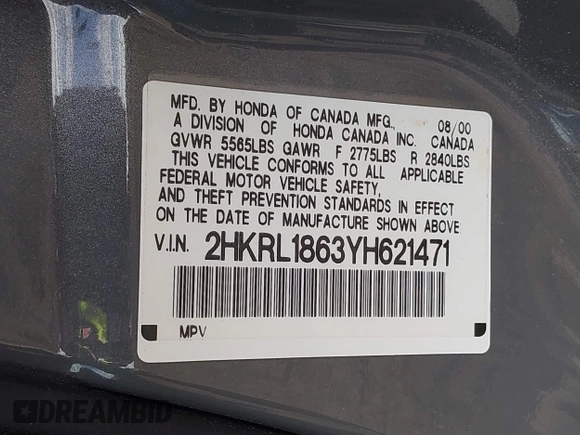 MFD. BY HONDA OF CANADA MFG., 08/00
A DIVISION OF HONDA CANADA INC. CANADA
GVWR 5565LBS GAWR F 2775LBS R 2840LBS
THIS VEHICLE CONFORMS TO ALL APPLICABLE
FEDERAL MOTOR VEHICLE SAFETY,
AND THEFT PREVENTION STANDARDS IN EFFECT
ON THE DATE OF MANUFACTURE SHOWN ABOVE
V.I.N. 2HKRL1863YH621471
MPV
DREAMBID